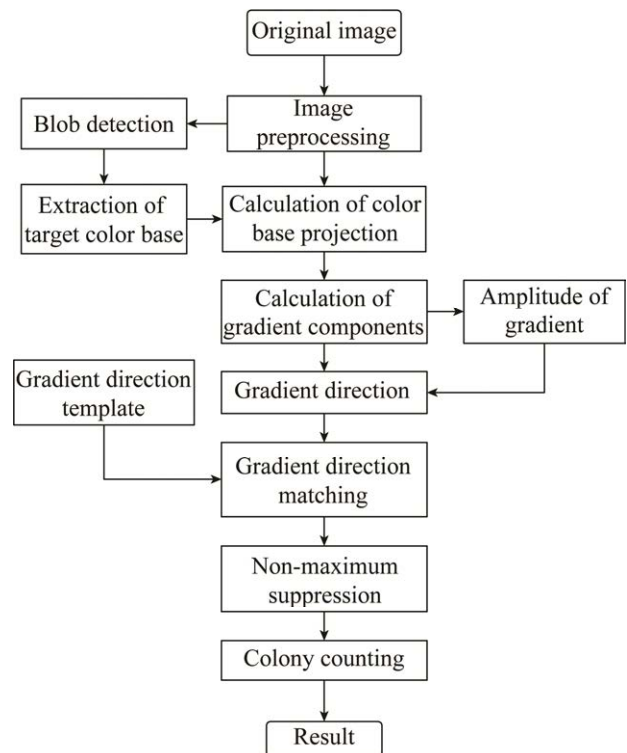 Original image
Image
preprocessing
Blob detection
Extraction of
target color base
Calculation of color
base projection
Calculation of
gradient components
Amplitude of
gradient
Gradient direction
template
Gradient direction
Gradient direction
matching
Non-maximum
suppression
Colony counting
Result